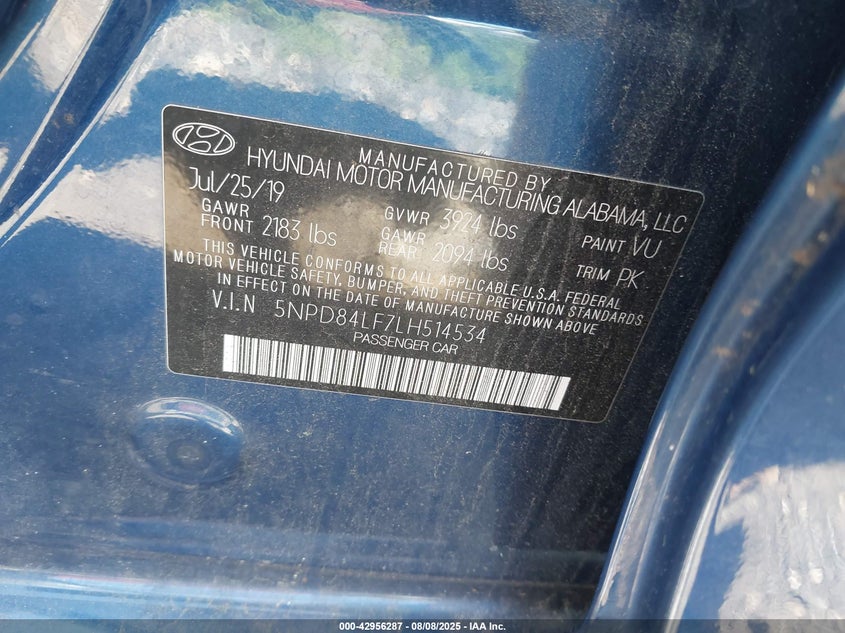 MANUFACTURED BY
HYUNDAI MOTOR MANUFACTURING ALABAMA, LLC
Jul/25/19 GVWR 3924 lbs PAINT VU
GAWR FRONT 2183 lbs GAWR REAR 2094 lbs TRIM PK
THIS VEHICLE CONFORMS TO ALL APPLICABLE U.S.A. FEDERAL
MOTOR VEHICLE SAFETY, BUMPER, AND THEFT PREVENTION STANDARDS
IN EFFECT ON THE DATE OF MANUFACTURE SHOWN ABOVE
V.I.N 5NPD84LF7LH514534
PASSENGER CAR
000-42956287 - 08/08/2025 - IAA Inc.